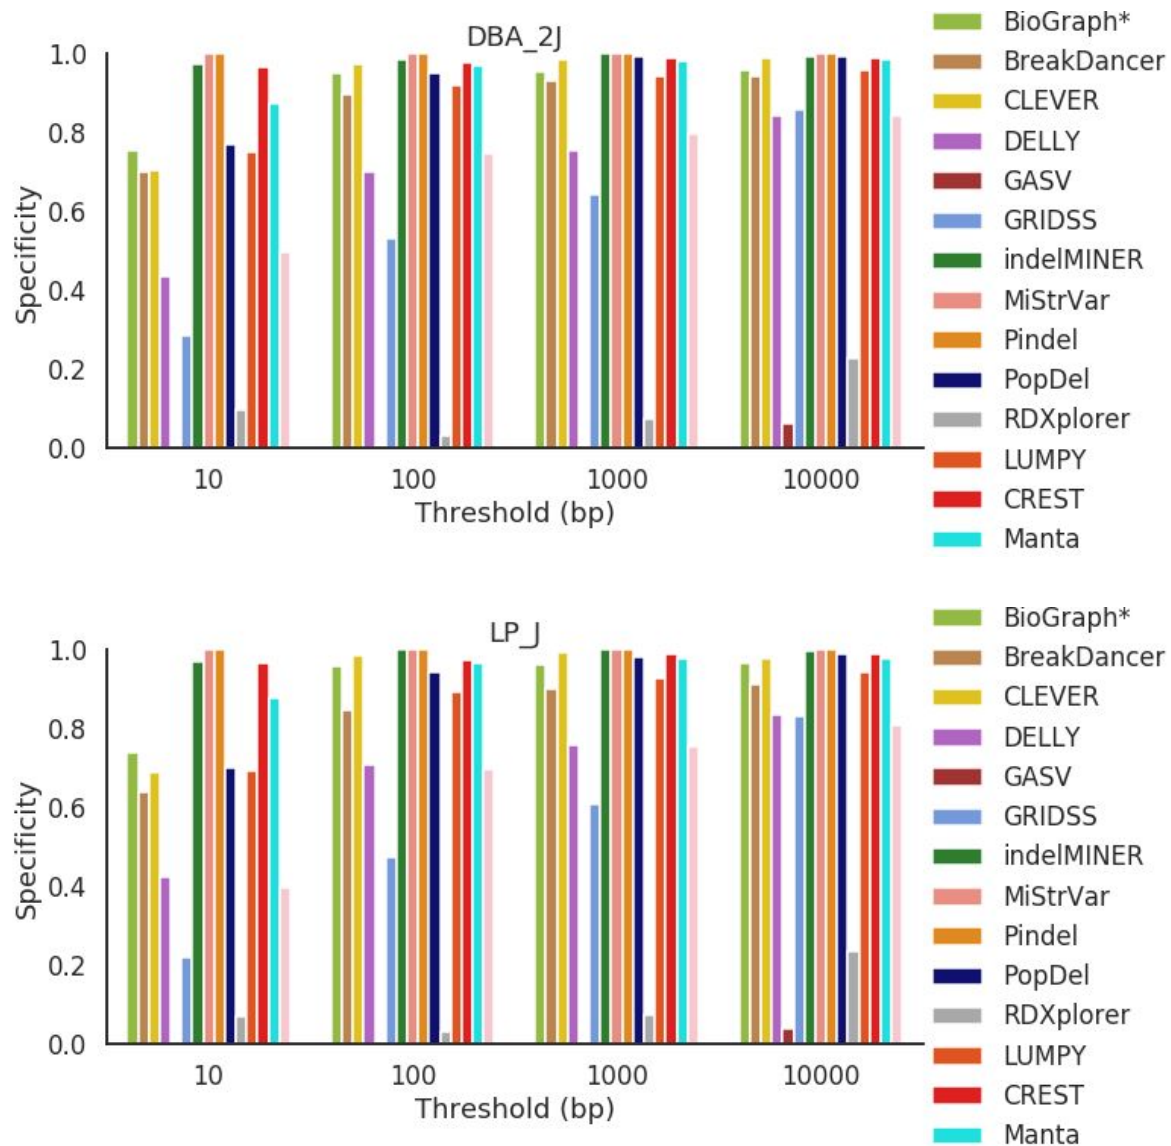 DBA_2J
Specificity
1.0
0.8
0.6
0.4
0.2
0.0
10 100 1000 10000
Threshold (bp)
BioGraph*
BreakDancer
CLEVER
DELLY
GASV
GRIDSS
indelMINER
MiStrVar
Pindel
PopDel
RDXplorer
LUMPY
CREST
Manta
LP_J
Specificity
1.0
0.8
0.6
0.4
0.2
0.0
10 100 1000 10000
Threshold (bp)
BioGraph*
BreakDancer
CLEVER
DELLY
GASV
GRIDSS
indelMINER
MiStrVar
Pindel
PopDel
RDXplorer
LUMPY
CREST
Manta